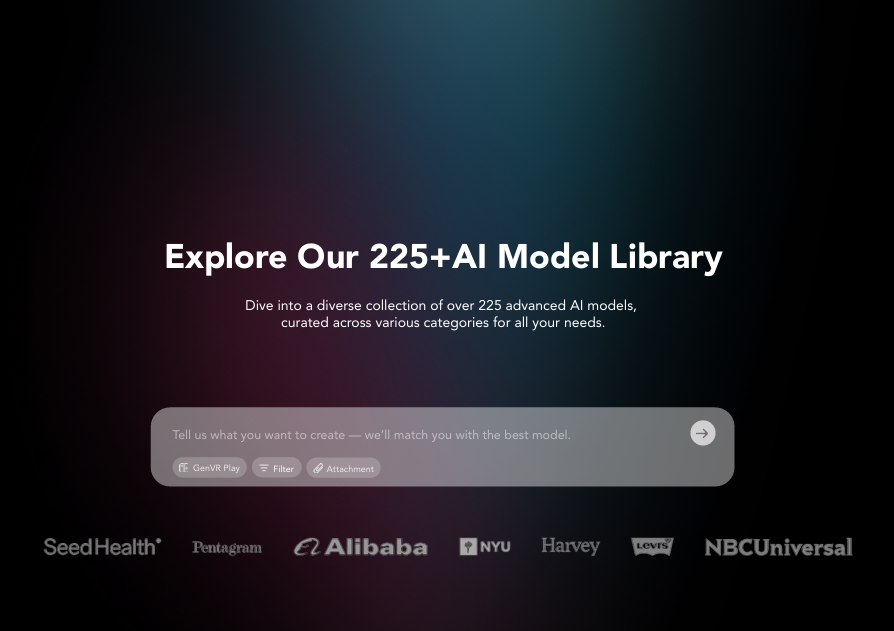 Explore Our 225+AI Model Library
Dive into a diverse collection of over 225 advanced AI models,
curated across various categories for all your needs.
Tell us what you want to create — we'll match you with the best model.
GenVR Play Filter Attachment
SeedHealth Pentagram Alibaba NYU Harvey Levi's NBCUniversal